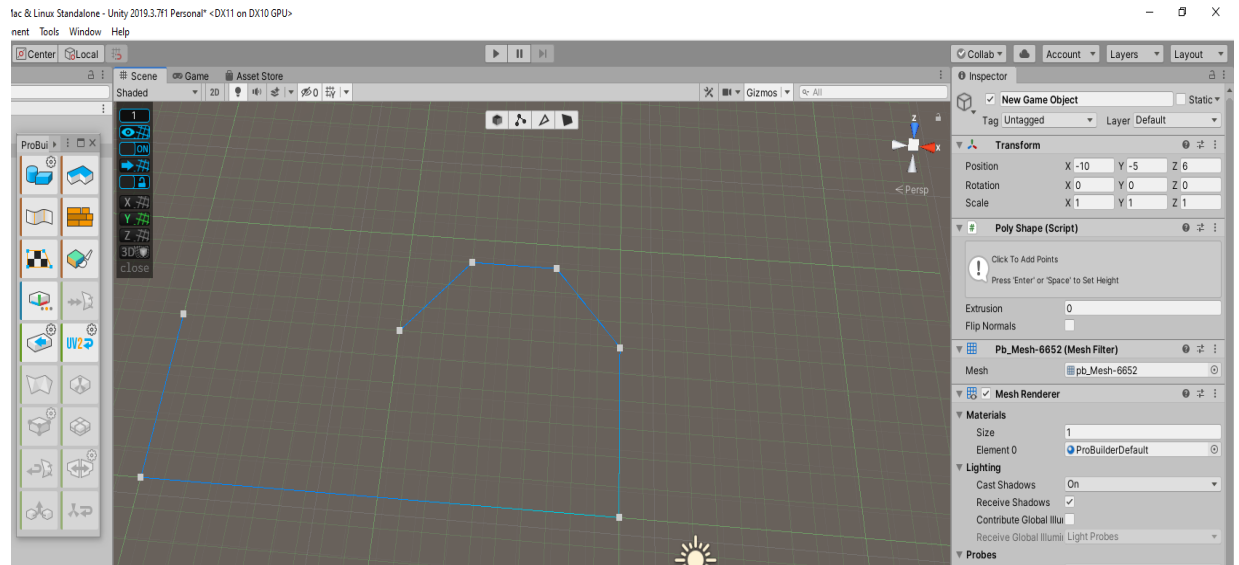 Mac & Linux Standalone - Unity 2019.3.7f1 Personal* <DX11 on DX10 GPU>
nent Tools Window Help
Center Local Collab Account Layers Layout
Scene Game Asset Store Inspector
Shaded 2D 0 Gizmos All
New Game Object Static
Tag Untagged Layer Default
1
ON
X
Y
Z
3D
close
ProBui
UV2
z
x
Persp
Transform
Position X -10 Y -5 Z 6
Rotation X 0 Y 0 Z 0
Scale X 1 Y 1 Z 1
# Poly Shape (Script)
Click To Add Points
Press 'Enter' or 'Space' to Set Height
Extrusion 0
Flip Normals
Pb_Mesh-6652 (Mesh Filter)
Mesh pb_Mesh-6652
Mesh Renderer
Materials
Size 1
Element 0 ProBuilderDefault
Lighting
Cast Shadows On
Receive Shadows
Contribute Global Illu
Receive Global Illumi Light Probes
Probes